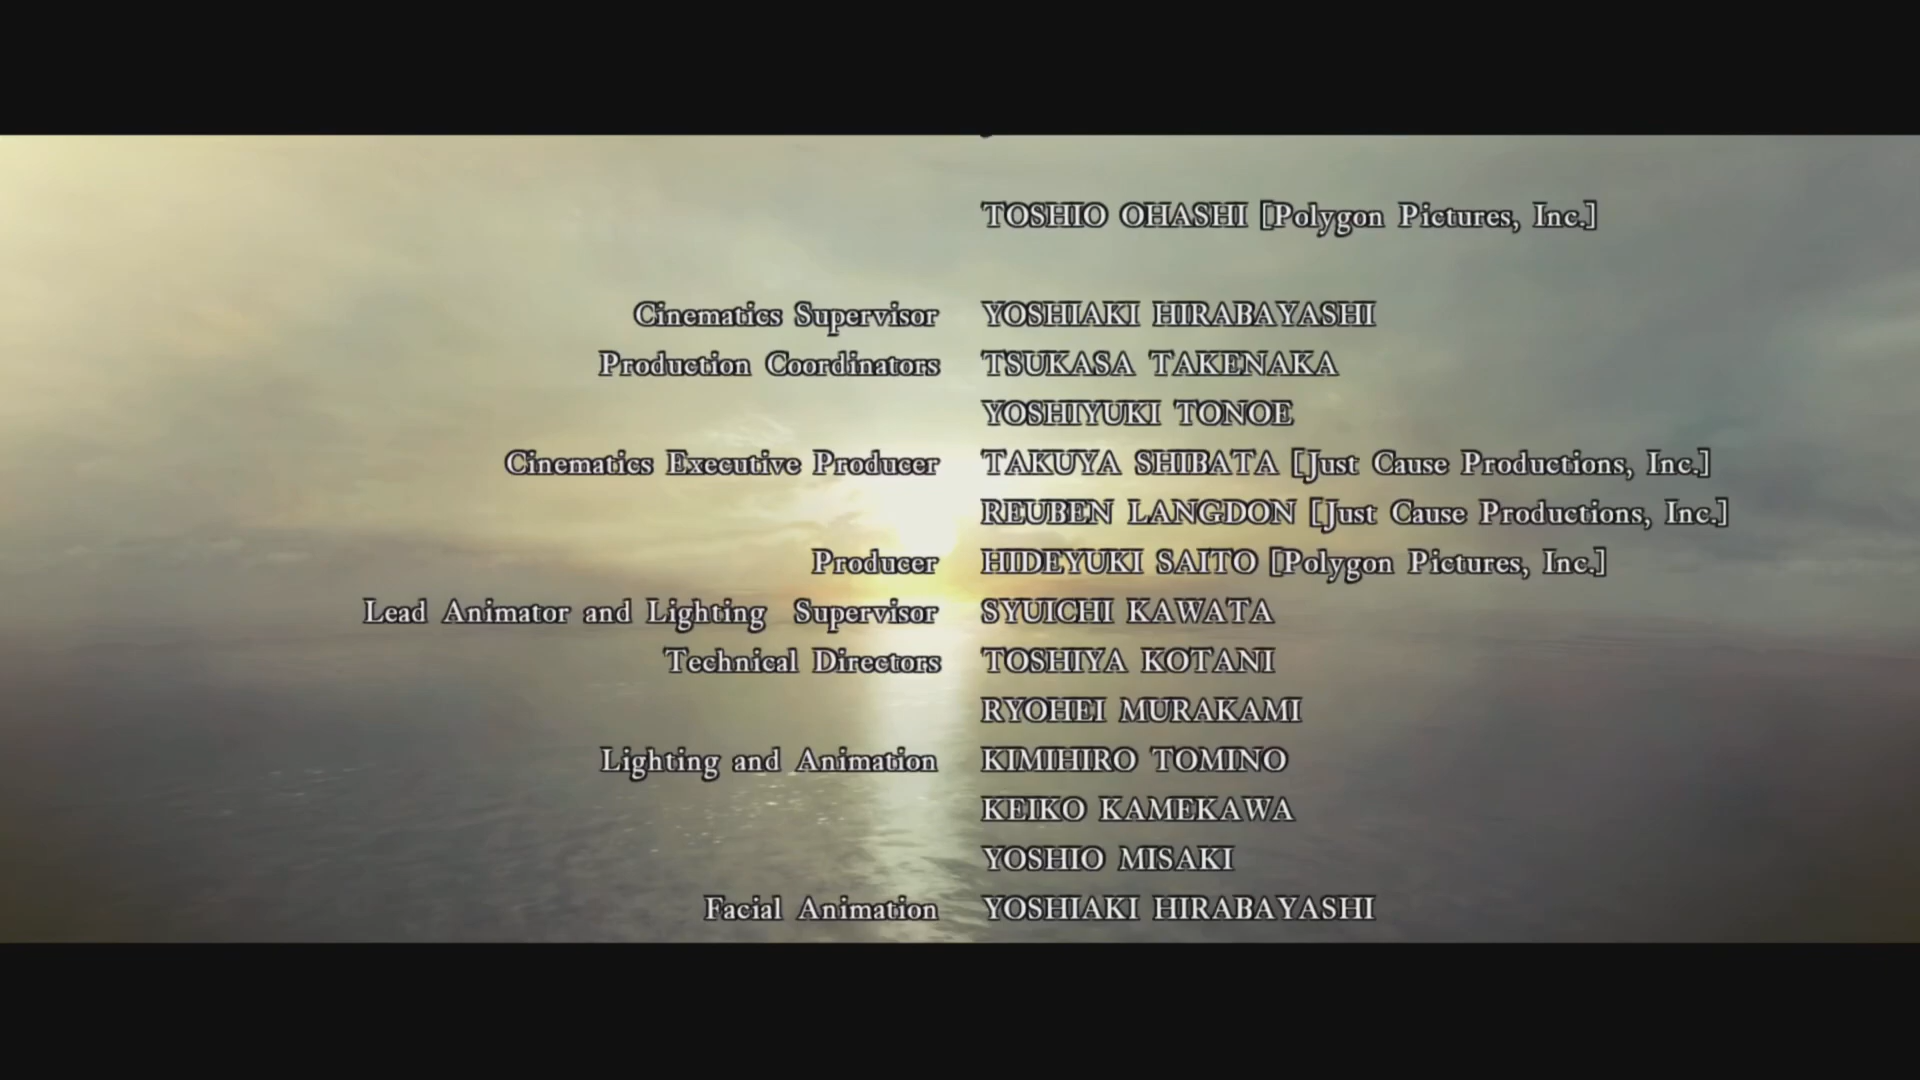 TOSHIO OHASHI [Polygon Pictures, Inc.]
Cinematics Supervisor YOSHIAKI HIRABAYASHI
Production Coordinators TSUKASA TAKENAKA
YOSHIYUKI TONOE
Cinematics Executive Producer TAKUYA SHIBATA [Just Cause Productions, Inc.]
REUBEN LANGDON [Just Cause Productions, Inc.]
Producer HIDEYUKI SAITO [Polygon Pictures, Inc.]
Lead Animator and Lighting Supervisor SYUICHI KAWATA
Technical Directors TOSHIYA KOTANI
RYOHEI MURAKAMI
Lighting and Animation KIMIHIRO TOMINO
KEIKO KAMEKAWA
YOSHIO MISAKI
Facial Animation YOSHIAKI HIRABAYASHI